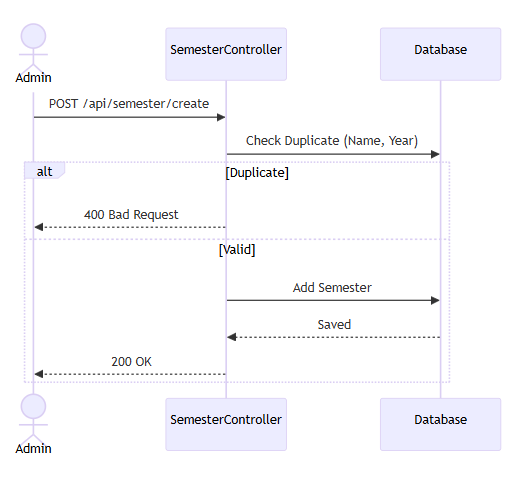 Admin
SemesterController
Database
POST /api/semester/create
Check Duplicate (Name, Year)
alt
[Duplicate]
400 Bad Request
[Valid]
Add Semester
Saved
200 OK
Admin
SemesterController
Database